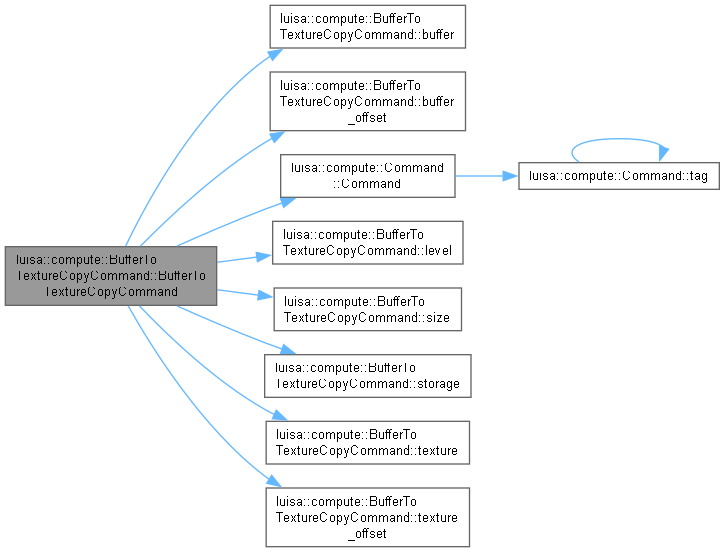 luisa::compute::BufferTo
TextureCopyCommand::buffer
luisa::compute::BufferTo
TextureCopyCommand::buffer
_offset
luisa::compute::Command
::Command
luisa::compute::Command::tag
luisa::compute::BufferTo
TextureCopyCommand::level
luisa::compute::BufferTo
TextureCopyCommand::BufferTo
TextureCopyCommand
luisa::compute::BufferTo
TextureCopyCommand::size
luisa::compute::BufferTo
TextureCopyCommand::storage
luisa::compute::BufferTo
TextureCopyCommand::texture
luisa::compute::BufferTo
TextureCopyCommand::texture
_offset